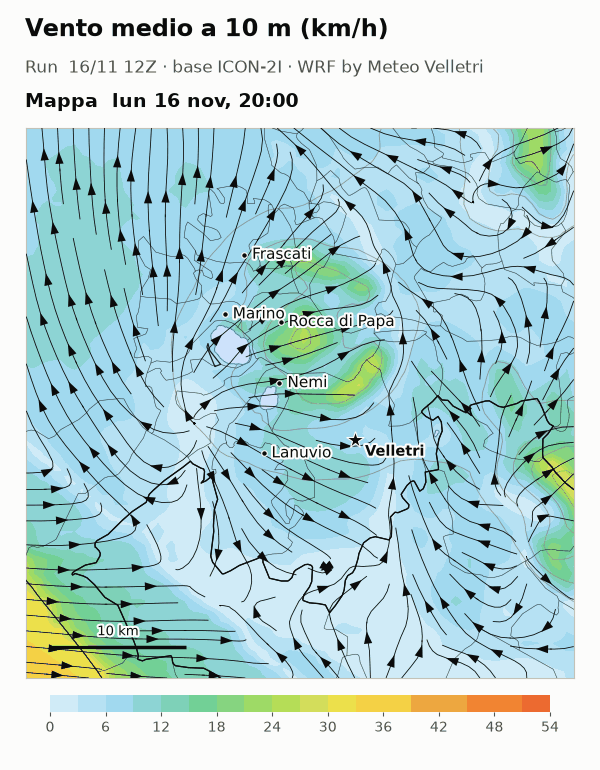 Vento medio a 10 m (km/h)
Run  16/11 12Z · base ICON-2I · WRF by Meteo Velletri
Mappa  lun 16 nov, 20:00
Frascati
Marino
Rocca di Papa
Nemi
Velletri
Lanuvio
10 km
0 6 12 18 24 30 36 42 48 54